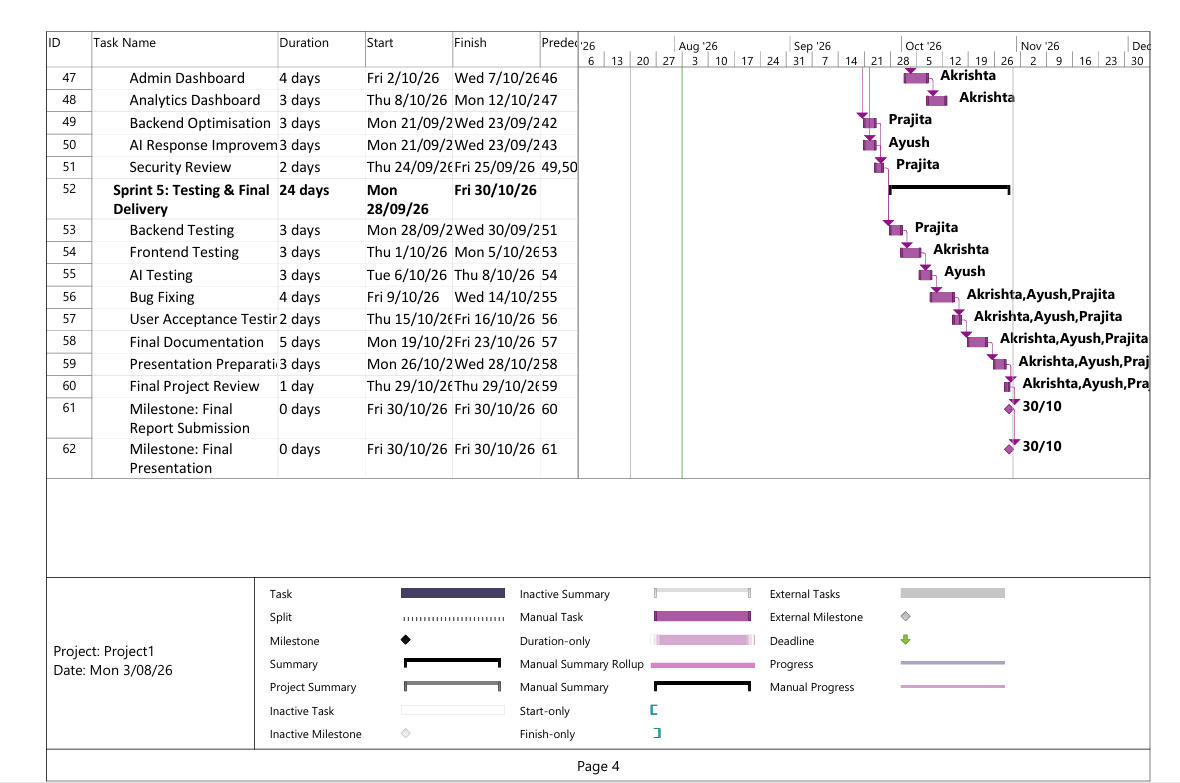 ID Task Name Duration Start Finish Predec '26 Aug '26 Sep '26 Oct '26 Nov '26 Dec
6 13 20 27 3 10 17 24 31 7 14 21 28 5 12 19 26 2 9 16 23 30
47 Admin Dashboard 4 days Fri 2/10/26 Wed 7/10/26 46 Akrishta
48 Analytics Dashboard 3 days Thu 8/10/26 Mon 12/10/2 47 Akrishta
49 Backend Optimisation 3 days Mon 21/09/2 Wed 23/09/2 42 Prajita
50 AI Response Improvem 3 days Mon 21/09/2 Wed 23/09/2 43 Ayush
51 Security Review 2 days Thu 24/09/26 Fri 25/09/26 49,50 Prajita
52 Sprint 5: Testing & Final 24 days Mon Fri 30/10/26
Delivery 28/09/26
53 Backend Testing 3 days Mon 28/09/2 Wed 30/09/2 51 Prajita
54 Frontend Testing 3 days Thu 1/10/26 Mon 5/10/26 53 Akrishta
55 AI Testing 3 days Tue 6/10/26 Thu 8/10/26 54 Ayush
56 Bug Fixing 4 days Fri 9/10/26 Wed 14/10/2 55 Akrishta,Ayush,Prajita
57 User Acceptance Testin 2 days Thu 15/10/26 Fri 16/10/26 56 Akrishta,Ayush,Prajita
58 Final Documentation 5 days Mon 19/10/2 Fri 23/10/26 57 Akrishta,Ayush,Prajita
59 Presentation Preparati 3 days Mon 26/10/2 Wed 28/10/2 58 Akrishta,Ayush,Praj
60 Final Project Review 1 day Thu 29/10/26 Thu 29/10/26 59 Akrishta,Ayush,Praj
61 Milestone: Final 0 days Fri 30/10/26 Fri 30/10/26 60 30/10
Report Submission
62 Milestone: Final 0 days Fri 30/10/26 Fri 30/10/26 61 30/10
Presentation
Project: Project1
Date: Mon 3/08/26
Task Inactive Summary External Tasks
Split Manual Task External Milestone
Milestone Duration-only Deadline
Summary Manual Summary Rollup Progress
Project Summary Manual Summary Manual Progress
Inactive Task Start-only
Inactive Milestone Finish-only
Page 4